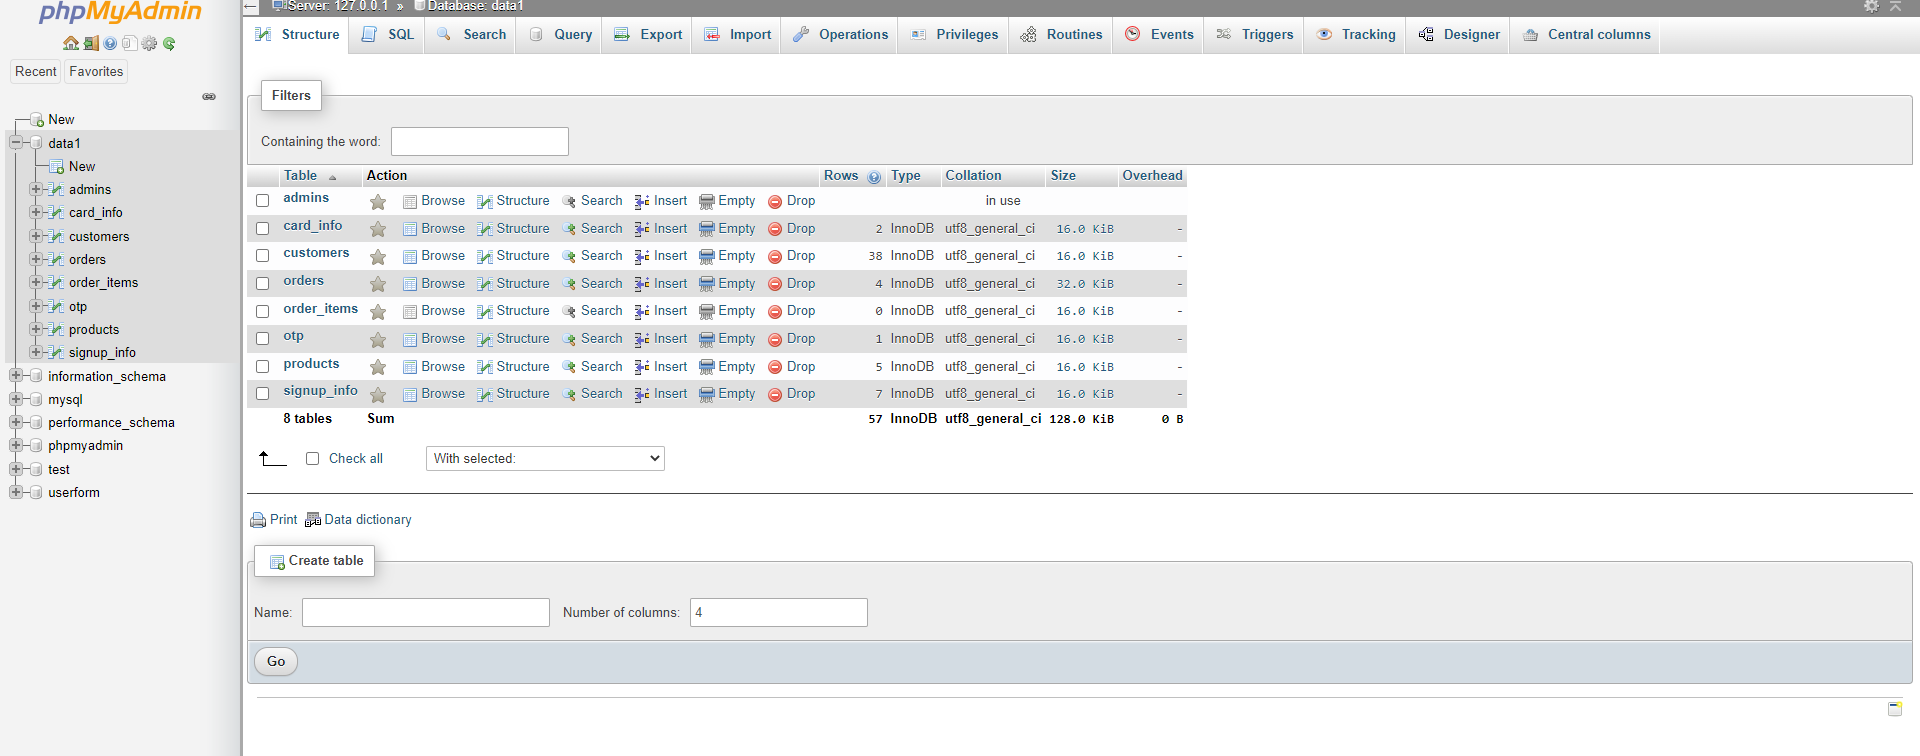 phpMyAdmin
Recent Favorites
New
data1
New
admins
card_info
customers
orders
order_items
otp
products
signup_info
information_schema
mysql
performance_schema
phpmyadmin
test
userform
Server: 127.0.0.1 » Database: data1
Structure SQL Search Query Export Import Operations Privileges Routines Events Triggers Tracking Designer Central columns
Filters
Containing the word:
Table Action Rows Type Collation Size Overhead
admins Browse Structure Search Insert Empty Drop in use
card_info Browse Structure Search Insert Empty Drop 2 InnoDB utf8_general_ci 16.0 KiB -
customers Browse Structure Search Insert Empty Drop 38 InnoDB utf8_general_ci 16.0 KiB -
orders Browse Structure Search Insert Empty Drop 4 InnoDB utf8_general_ci 32.0 KiB -
order_items Browse Structure Search Insert Empty Drop 0 InnoDB utf8_general_ci 16.0 KiB -
otp Browse Structure Search Insert Empty Drop 1 InnoDB utf8_general_ci 16.0 KiB -
products Browse Structure Search Insert Empty Drop 5 InnoDB utf8_general_ci 16.0 KiB -
signup_info Browse Structure Search Insert Empty Drop 7 InnoDB utf8_general_ci 16.0 KiB -
8 tables Sum 57 InnoDB utf8_general_ci 128.0 KiB 0 B
Check all With selected:
Print Data dictionary
Create table
Name: Number of columns: 4
Go